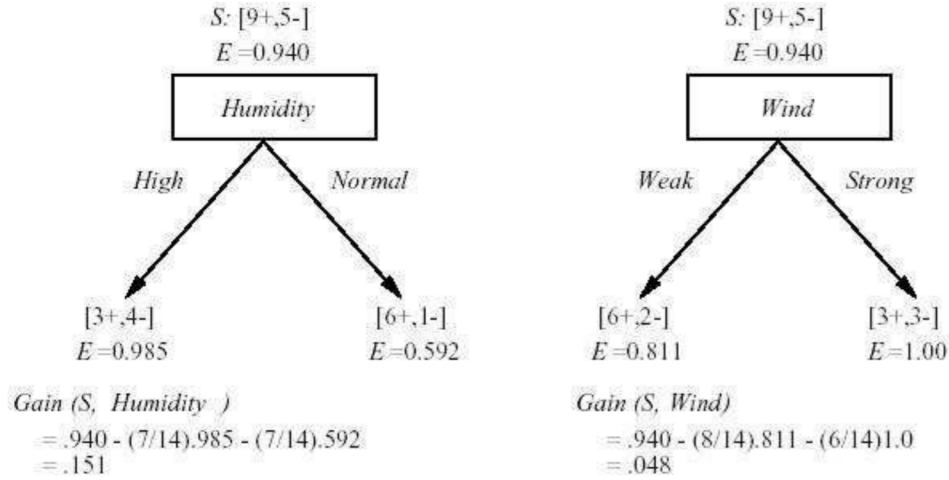 S: [9+,5-]
E =0.940
Humidity
High
Normal
[3+,4-]
E =0.985
[6+,1-]
E =0.592
Gain (S, Humidity )
= .940 - (7/14).985 - (7/14).592
= .151
S: [9+,5-]
E =0.940
Wind
Weak
Strong
[6+,2-]
E =0.811
[3+,3-]
E =1.00
Gain (S, Wind)
= .940 - (8/14).811 - (6/14)1.0
= .048